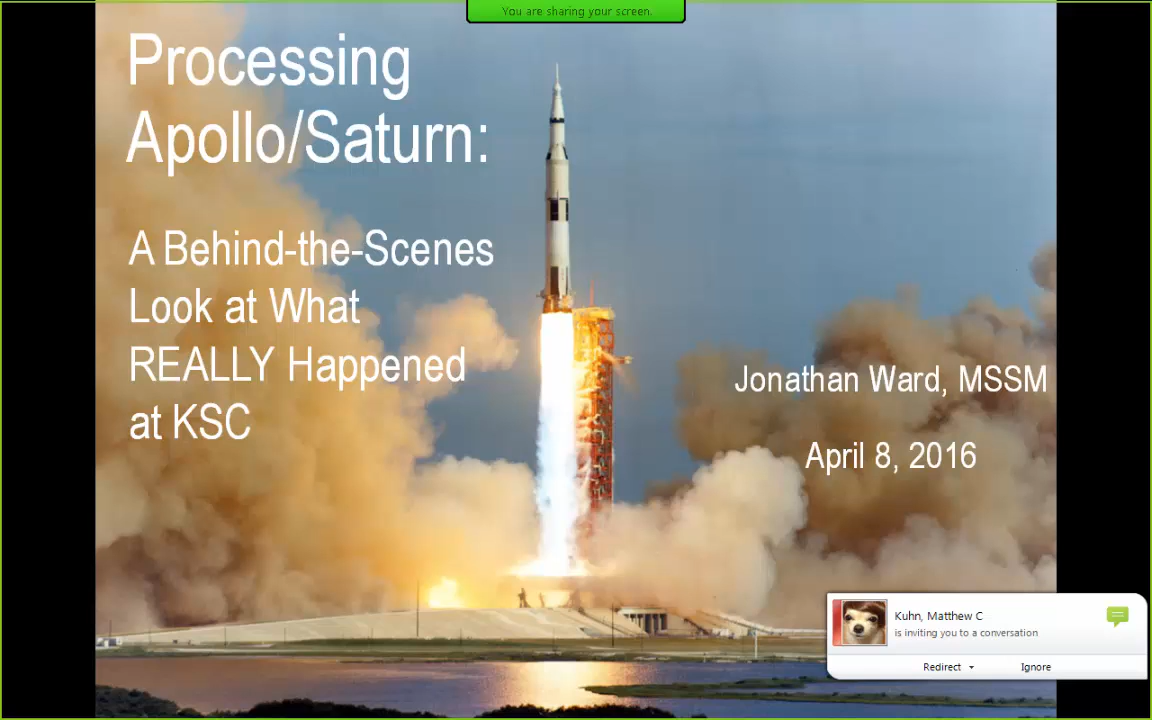 You are sharing your screen.
Processing
Apollo/Saturn:
A Behind-the-Scenes
Look at What
REALLY Happened
at KSC
Jonathan Ward, MSSM
April 8, 2016
Kuhn, Matthew C
is inviting you to a conversation
Redirect
Ignore